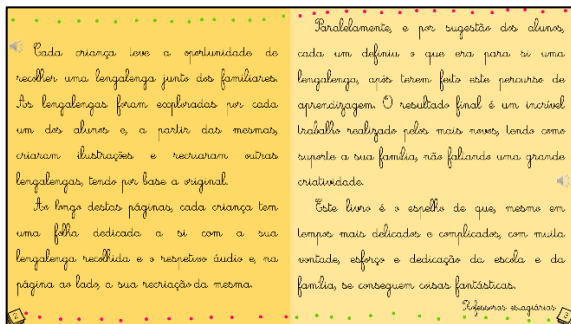 Cada criança teve a oportunidade de
recolher uma lengalenga junto dos familiares.
As lengalengas foram exploradas por cada
um dos alunos e, a partir das mesmas,
criaram ilustrações e recriaram outras
lengalengas, tendo por base a original.
Ao longo destas páginas, cada criança tem
uma folha dedicada a si com a sua
lengalenga recolhida e o respetivo áudio e, na
página ao lado, a sua recriação da mesma.
2
Paralelamente, e por sugestão dos alunos,
cada um definiu o que era para si uma
lengalenga, após terem feito este percurso de
aprendizagem. O resultado final é um incrível
trabalho realizado pelos mais novos, tendo como
suporte a sua família, não faltando uma grande
criatividade.
Este livro é o espelho de que, mesmo em
tempos mais delicados e complicados, com muita
vontade, esforço e dedicação da escola e da
família, se conseguem coisas fantásticas.
Professoras estagiárias
3